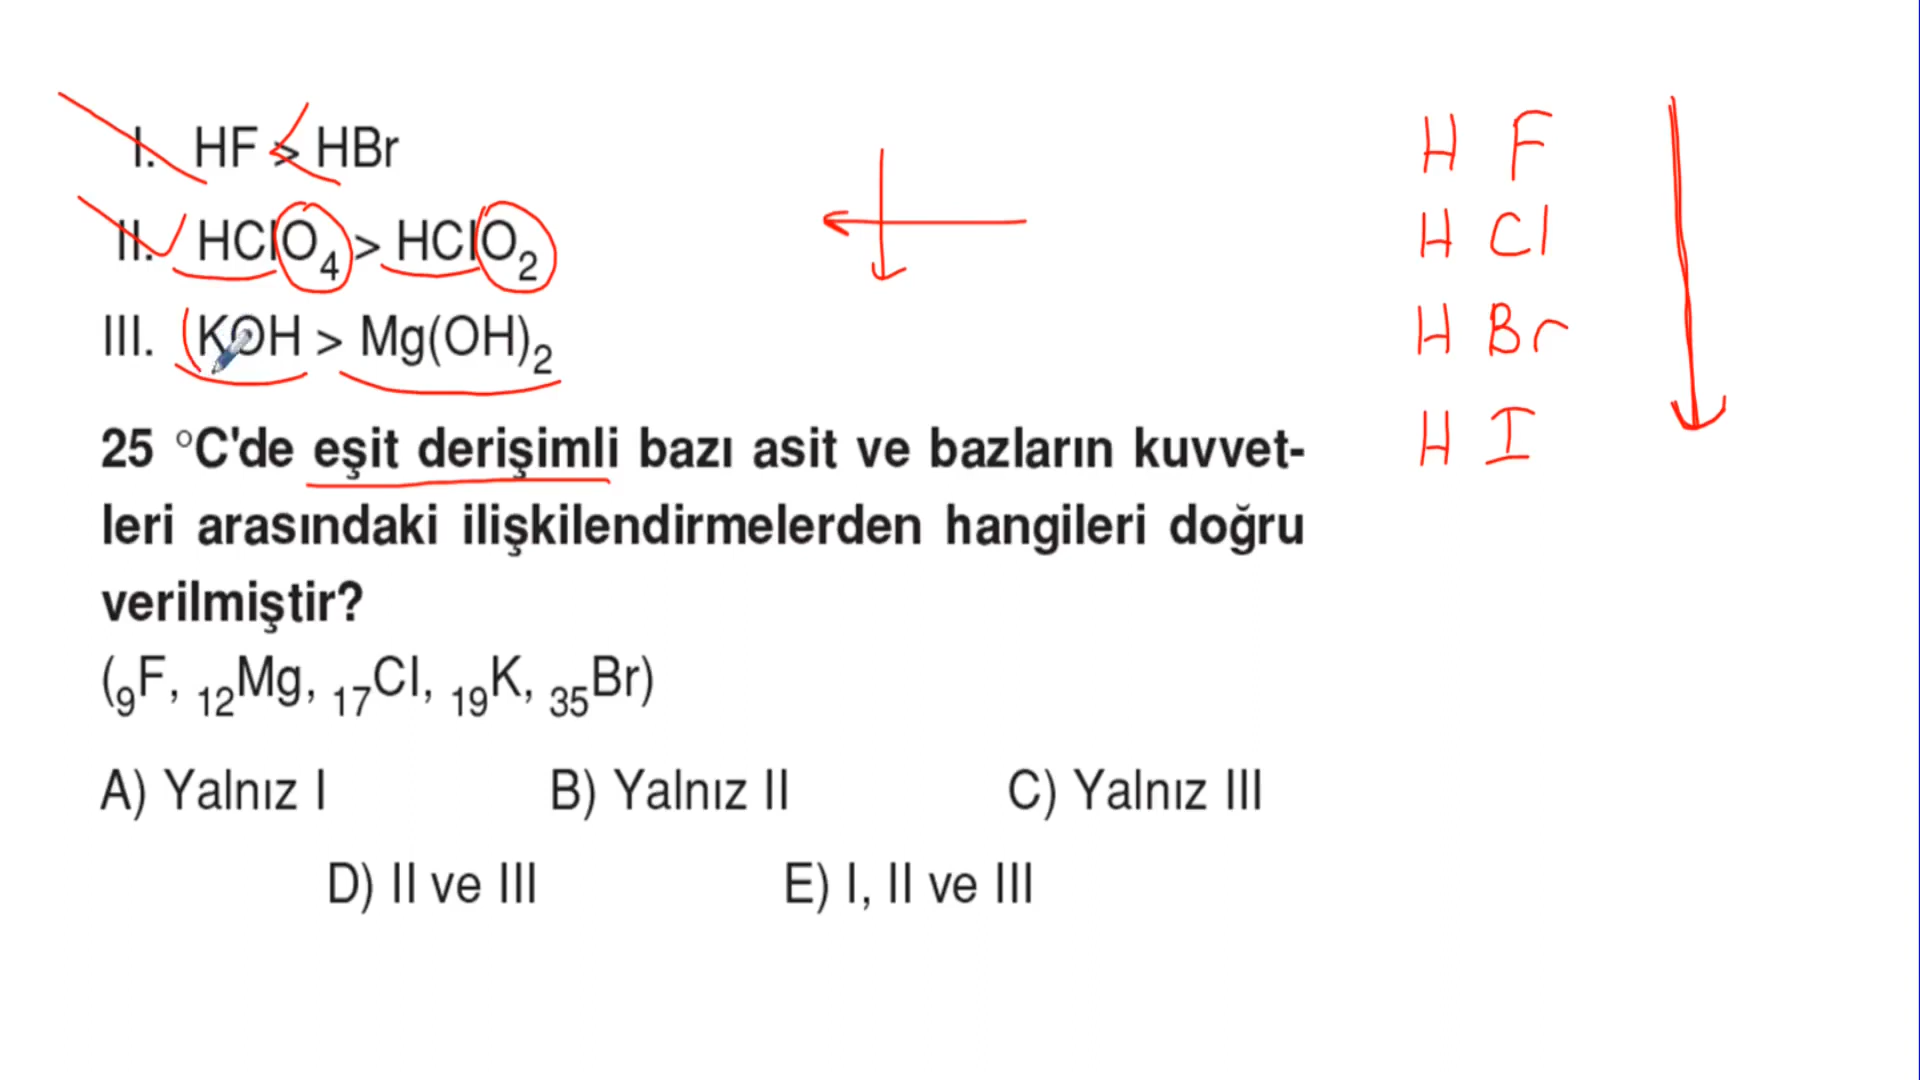 I. HF > HBr
II. HClO4 > HClO2
III. KOH > Mg(OH)2
H F
H Cl
H Br
H I
25 °C'de eşit derişimli bazı asit ve bazların kuvvet-
leri arasındaki ilişkilendirmelerden hangileri doğru
verilmiştir?
(9F, 12Mg, 17Cl, 19K, 35Br)
A) Yalnız I B) Yalnız II C) Yalnız III
D) II ve III E) I, II ve III